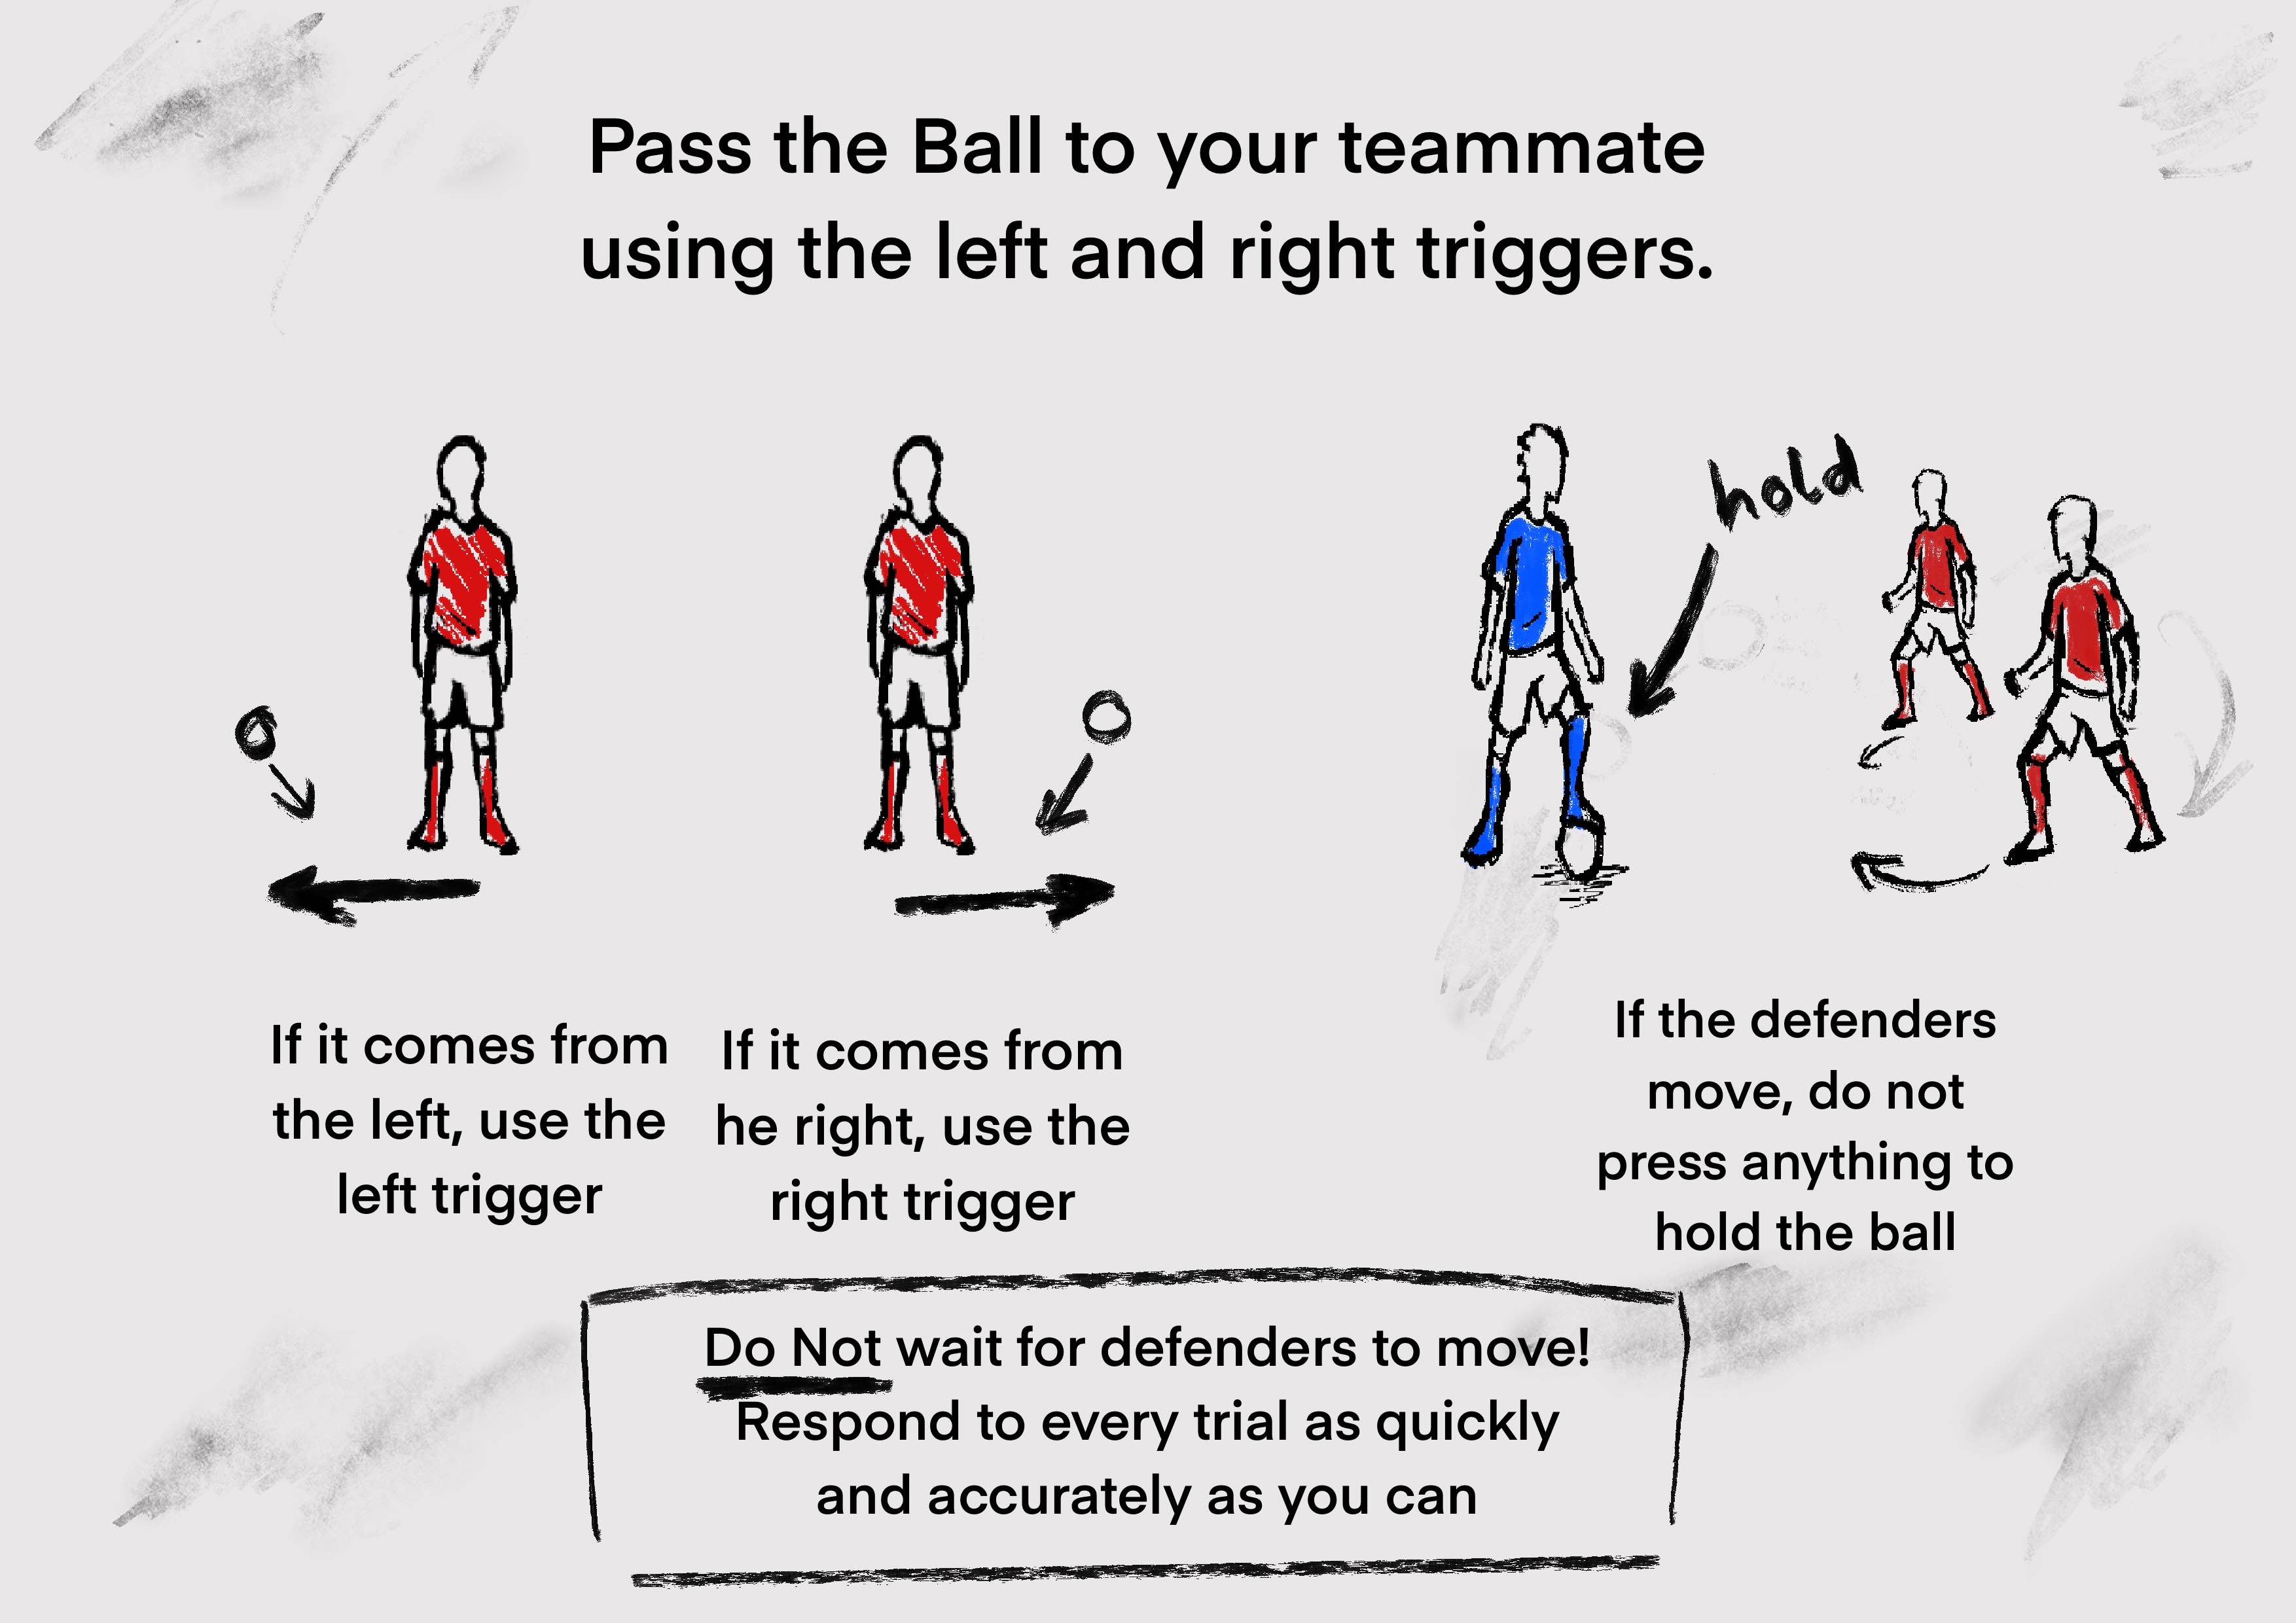 Pass the Ball to your teammate
using the left and right triggers.
hold
If it comes from
the left, use the
left trigger
If it comes from
he right, use the
right trigger
If the defenders
move, do not
press anything to
hold the ball
Do Not wait for defenders to move!
Respond to every trial as quickly
and accurately as you can